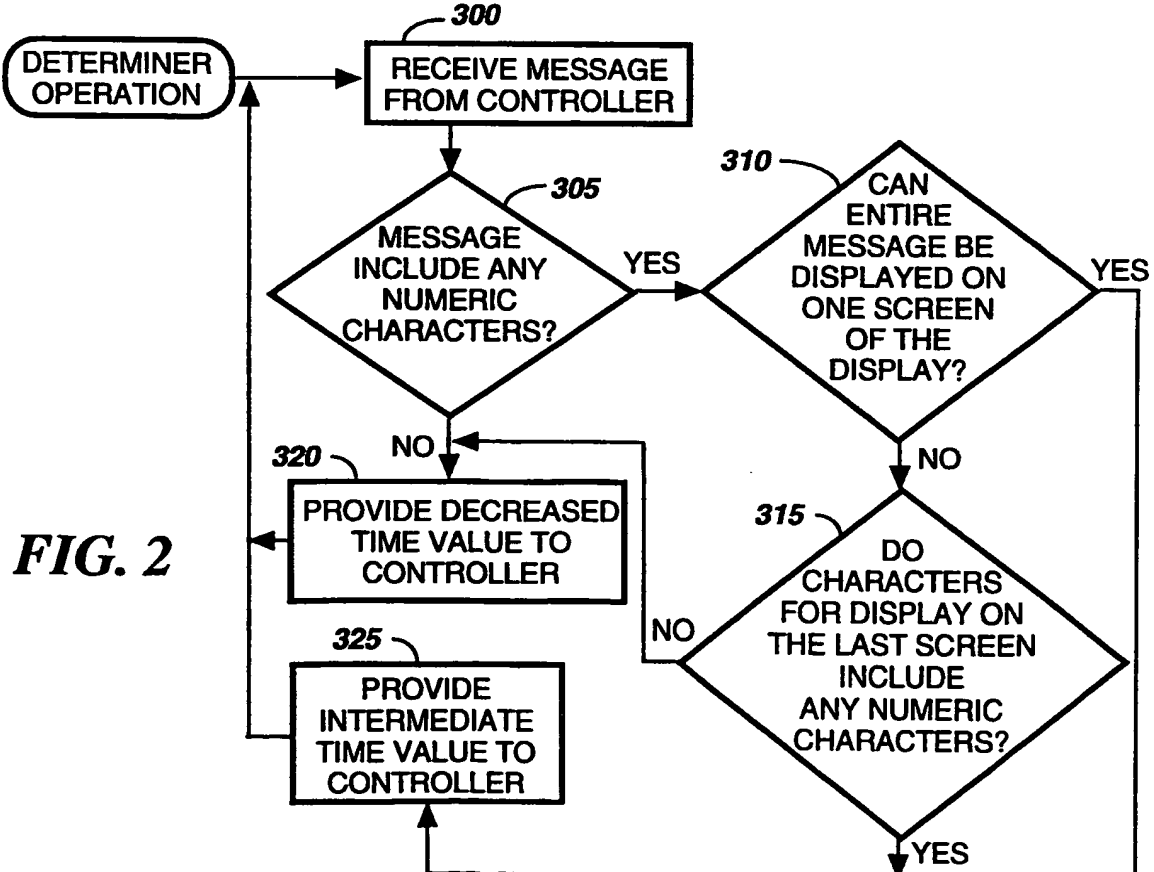 300
DETERMINER
OPERATION
RECEIVE MESSAGE
FROM CONTROLLER
305
MESSAGE
INCLUDE ANY
NUMERIC
CHARACTERS?
YES
310
CAN
ENTIRE
MESSAGE BE
DISPLAYED ON
ONE SCREEN
OF THE
DISPLAY?
YES
NO
NO
320
PROVIDE DECREASED
TIME VALUE TO
CONTROLLER
FIG. 2
315
DO
CHARACTERS
FOR DISPLAY ON
THE LAST SCREEN
INCLUDE
ANY NUMERIC
CHARACTERS?
NO
325
PROVIDE
INTERMEDIATE
TIME VALUE TO
CONTROLLER
YES